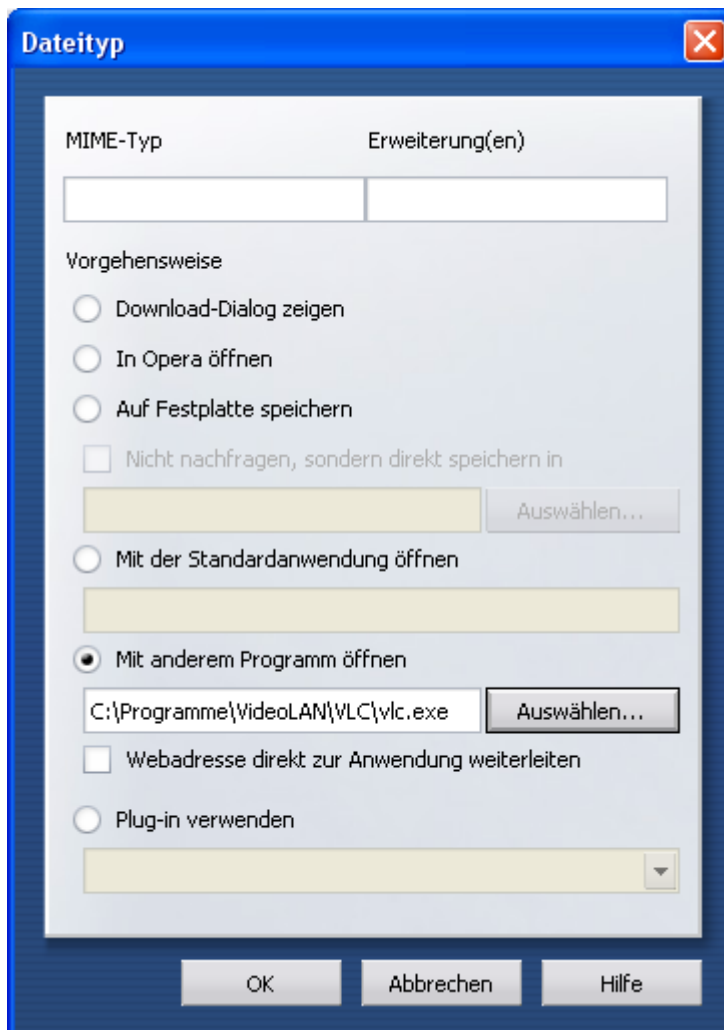 Dateityp
MIME-Typ Erweiterung(en)
Vorgehensweise
Download-Dialog zeigen
In Opera öffnen
Auf Festplatte speichern
Nicht nachfragen, sondern direkt speichern in
Auswählen...
Mit der Standardanwendung öffnen
Mit anderem Programm öffnen
C:\Programme\VideoLAN\VLC\vlc.exe Auswählen...
Webadresse direkt zur Anwendung weiterleiten
Plug-in verwenden
OK Abbrechen Hilfe